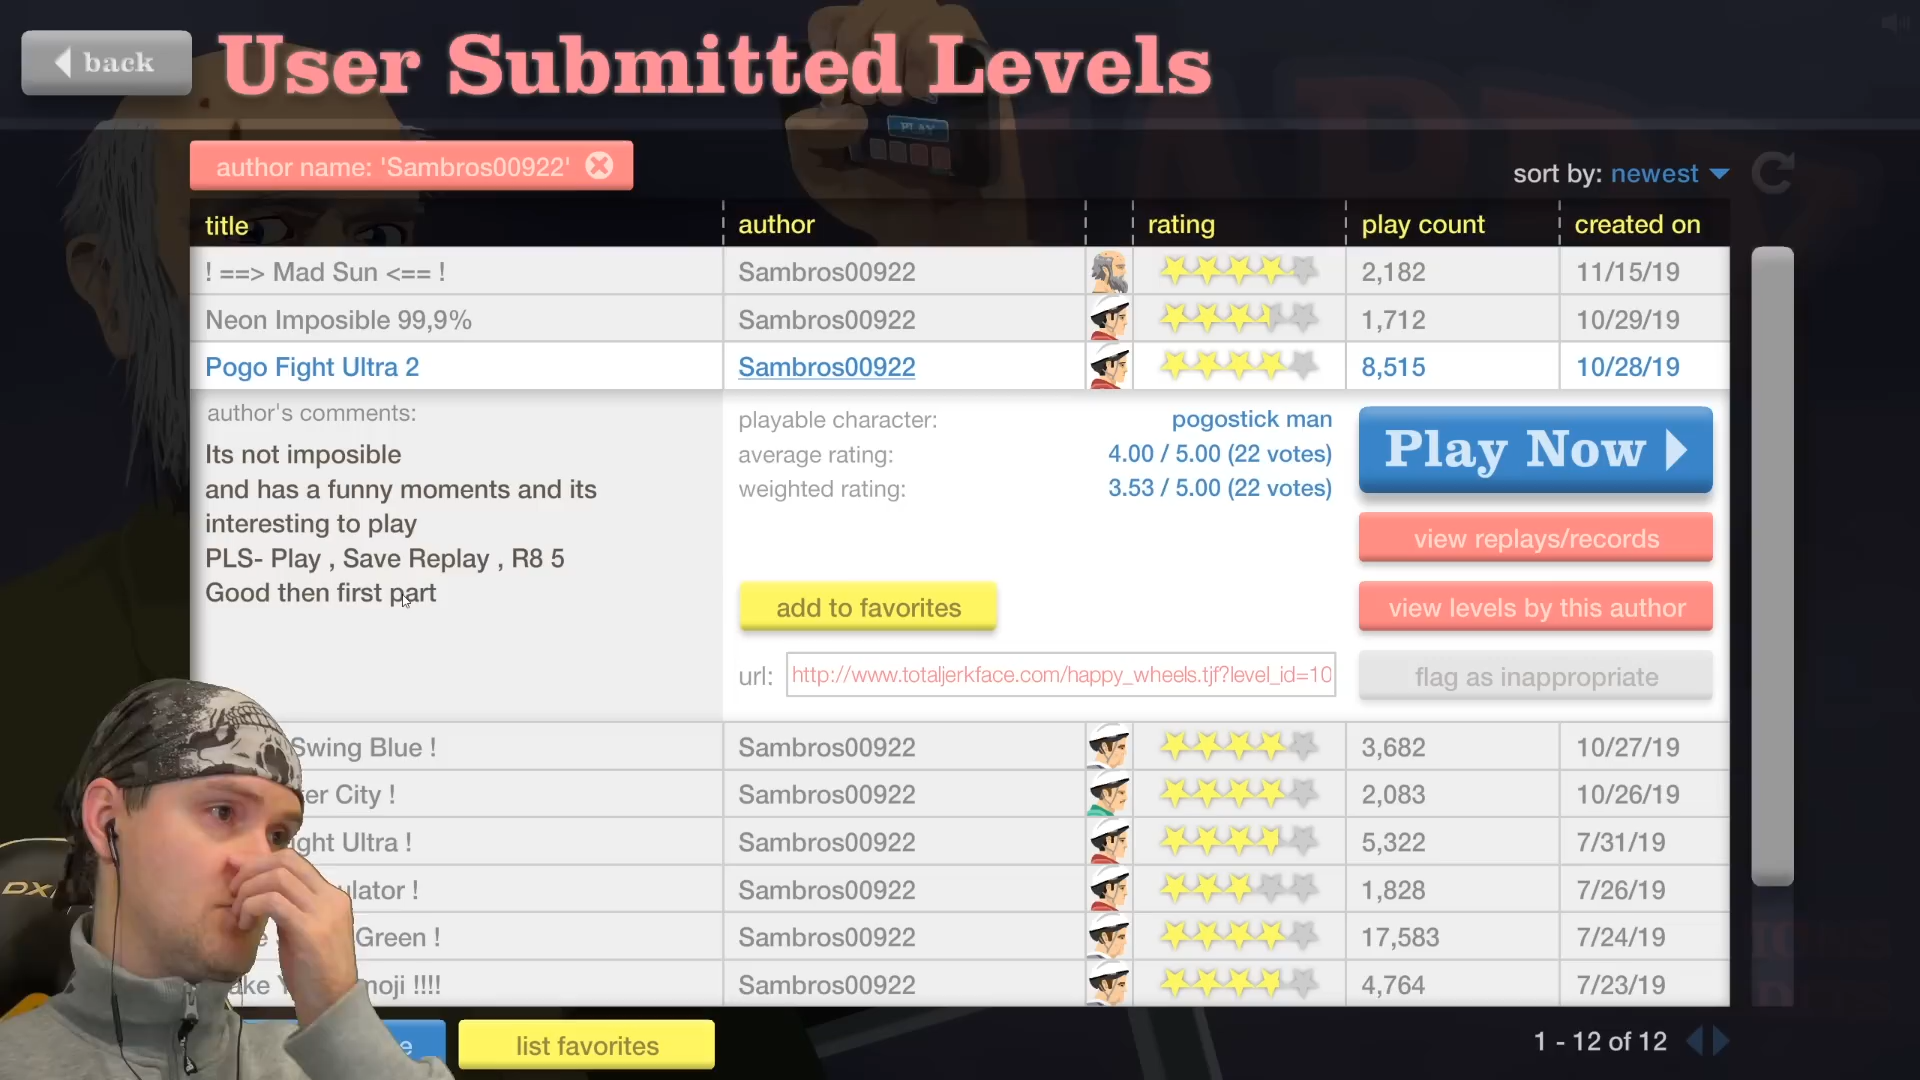 back
User Submitted Levels
PLAY
author name: 'Sambros00922'
sort by: newest
title author rating play count created on
! ==> Mad Sun <== ! Sambros00922 2,182 11/15/19
Neon Imposible 99,9% Sambros00922 1,712 10/29/19
Pogo Fight Ultra 2 Sambros00922 8,515 10/28/19
author's comments:
Its not imposible
and has a funny moments and its
interesting to play
PLS- Play , Save Replay , R8 5
Good then first part
playable character: pogostick man
average rating: 4.00 / 5.00 (22 votes)
weighted rating: 3.53 / 5.00 (22 votes)
add to favorites
url: http://www.totaljerkface.com/happy_wheels.tjf?level_id=10
Play Now
view replays/records
view levels by this author
flag as inappropriate
Swing Blue ! Sambros00922 3,682 10/27/19
City ! Sambros00922 2,083 10/26/19
Ultra ! Sambros00922 5,322 7/31/19
! Sambros00922 1,828 7/26/19
Green ! Sambros00922 17,583 7/24/19
!!!! Sambros00922 4,764 7/23/19
list favorites
1 - 12 of 12